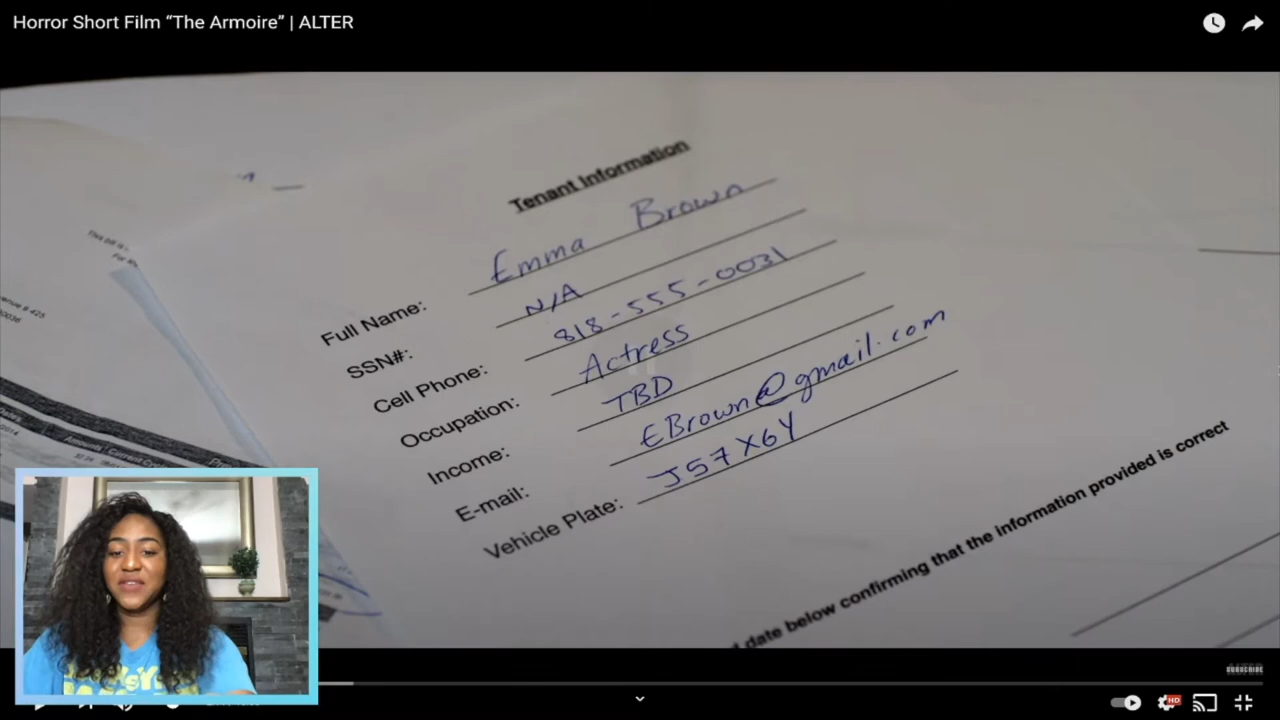 Horror Short Film “The Armoire” | ALTER
Tenant Information
Full Name: Emma Brown
SSN#: N/A
Cell Phone: 818-555-0031
Occupation: Actress
Income: TBD
E-mail: EBrown@gmail.com
Vehicle Plate: J57X6Y
date below confirming that the information provided is correct
SUBSCRIBE
HD